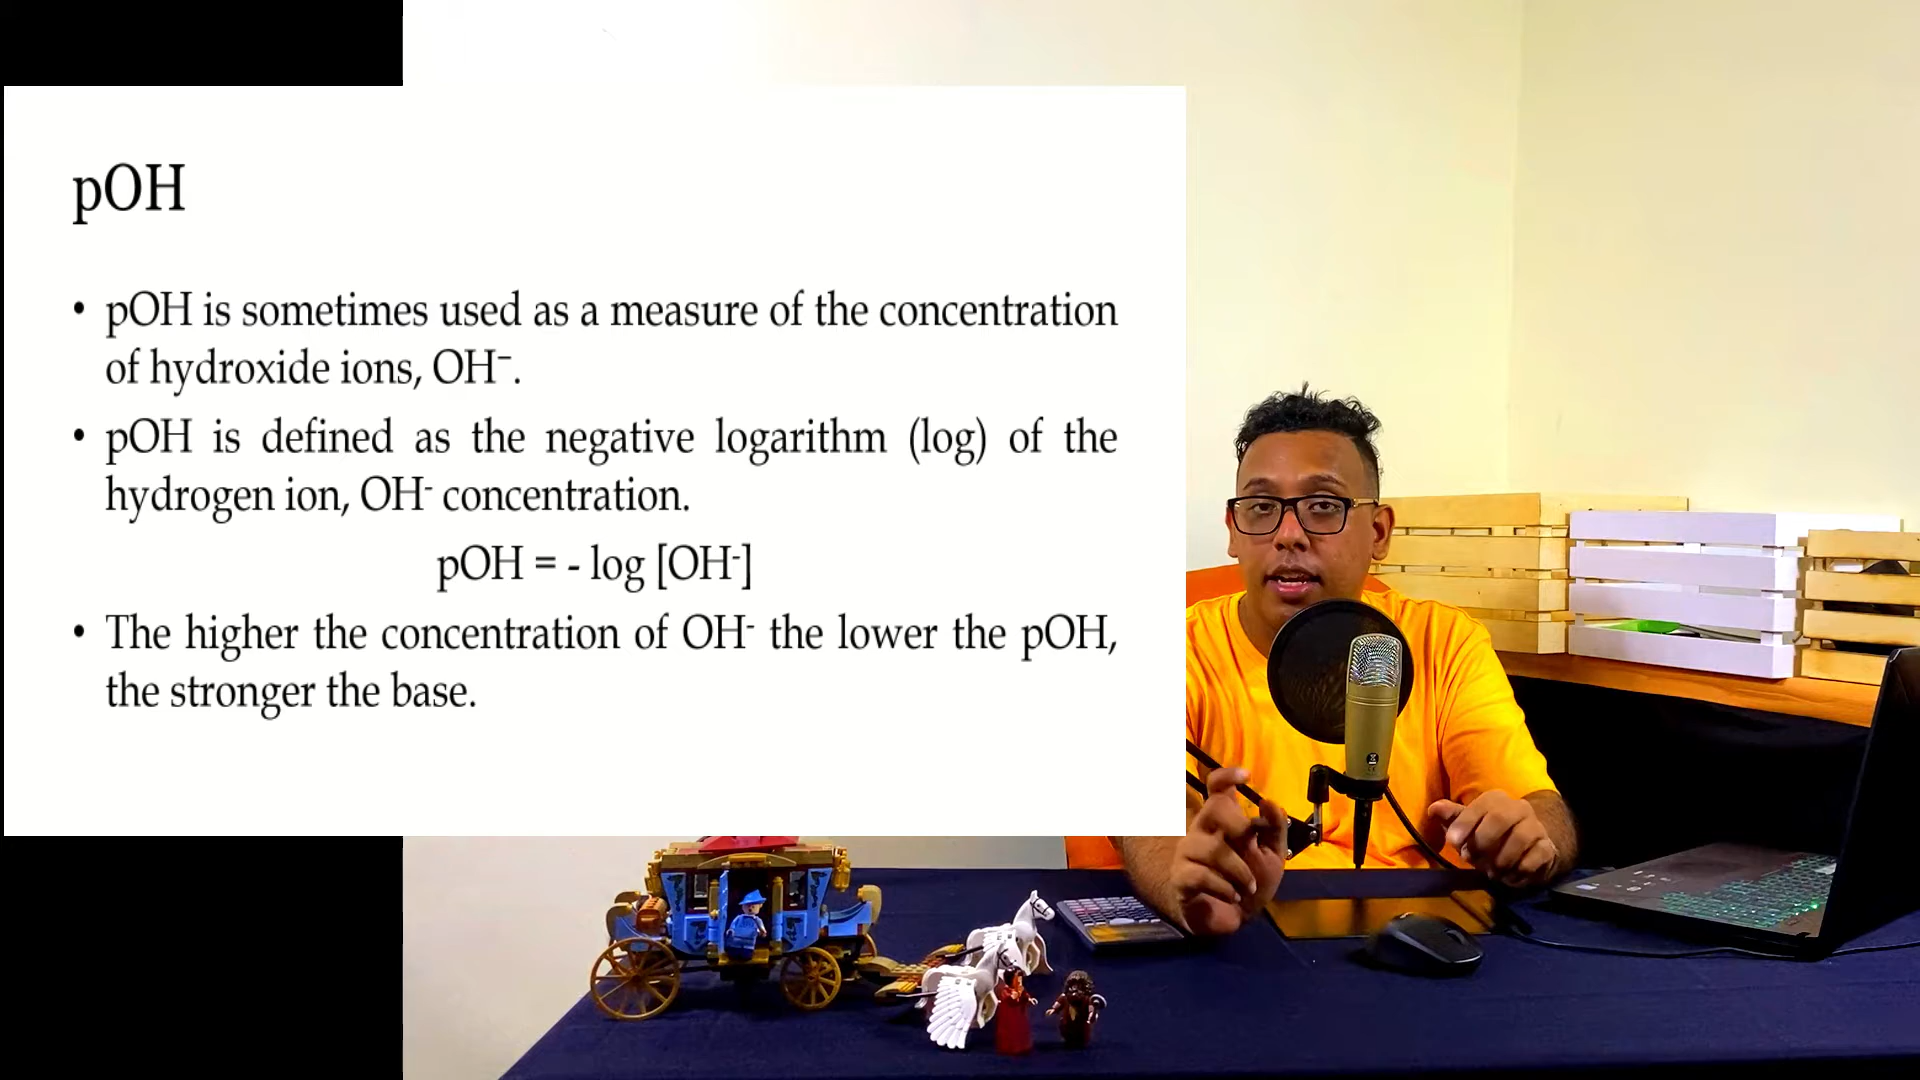 pOH
• pOH is sometimes used as a measure of the concentration
of hydroxide ions, OH⁻.
• pOH is defined as the negative logarithm (log) of the
hydrogen ion, OH⁻ concentration.
pOH = - log [OH⁻]
• The higher the concentration of OH⁻ the lower the pOH,
the stronger the base.